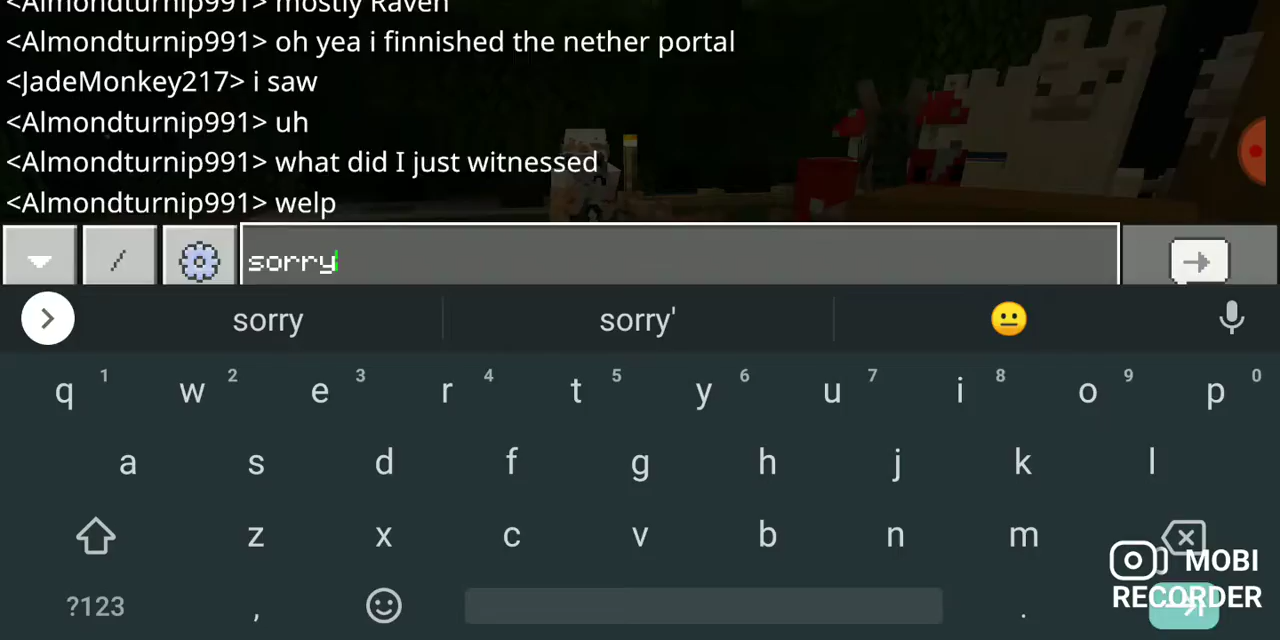 <Almondturnip991> mostly Raven
<Almondturnip991> oh yea i finnished the nether portal
<JadeMonkey217> i saw
<Almondturnip991> uh
<Almondturnip991> what did I just witnessed
<Almondturnip991> welp
/ sorry
sorry sorry'
q 1 w 2 e 3 r 4 t 5 y 6 u 7 i 8 o 9 p 0
a s d f g h j k l
z x c v b n m
MOBI
RECORDER
?123 , .